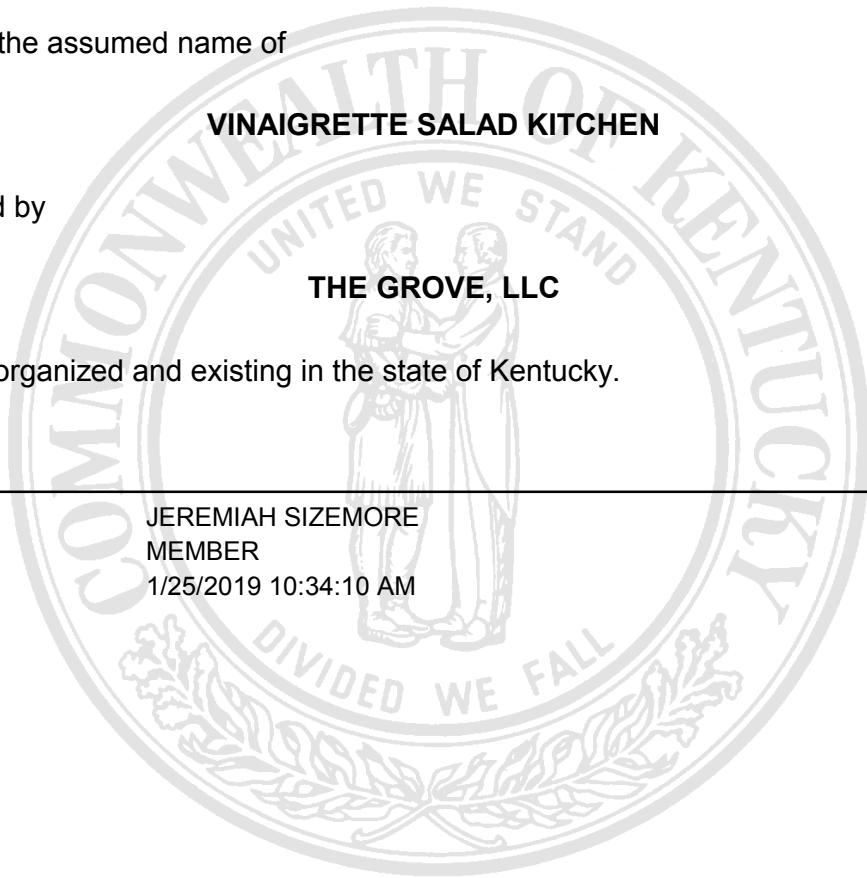 the assumed name of
VINAIGRETTE SALAD KITCHEN
d by
THE GROVE, LLC
organized and existing in the state of Kentucky.
JEREMIAH SIZEMORE
MEMBER
1/25/2019 10:34:10 AM
COMMONWEALTH OF KENTUCKY
UNITED WE STAND
DIVIDED WE FALL